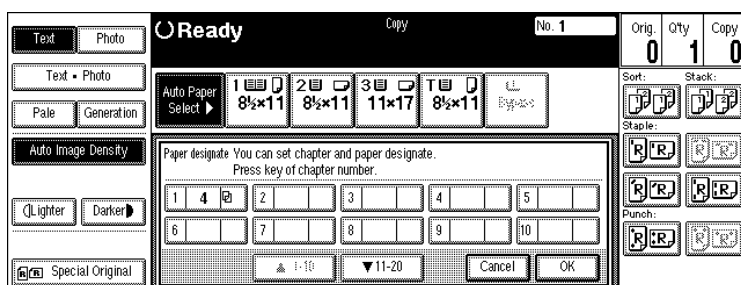 Text Photo
Text • Photo
Pale Generation
Auto Image Density
Lighter Darker
Special Original
Ready
Copy
No. 1
Auto Paper Select ▶
1 8½×11
2 8½×11
3 11×17
T 8½×11
Bypass
Paper designate You can set chapter and paper designate.
Press key of chapter number.
1 4 2 3 4 5
6 7 8 9 10
▲ 1-10 ▼11-20 Cancel OK
Orig. Q'ty Copy
0 1 0
Sort: Stack:
Staple:
Punch: